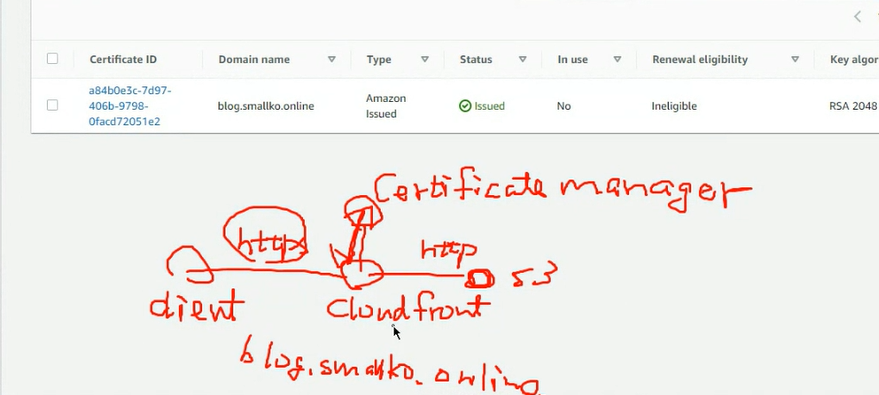 Certificate ID Domain name Type Status In use Renewal eligibility Key algor
a84b0e3c-7d97-
406b-9798-
0facd72051e2
blog.smallko.online
Amazon
Issued
Issued
No
Ineligible
RSA 2048
Certificate manager
https
http
S3
client
Cloudfront
blog.smallko.online